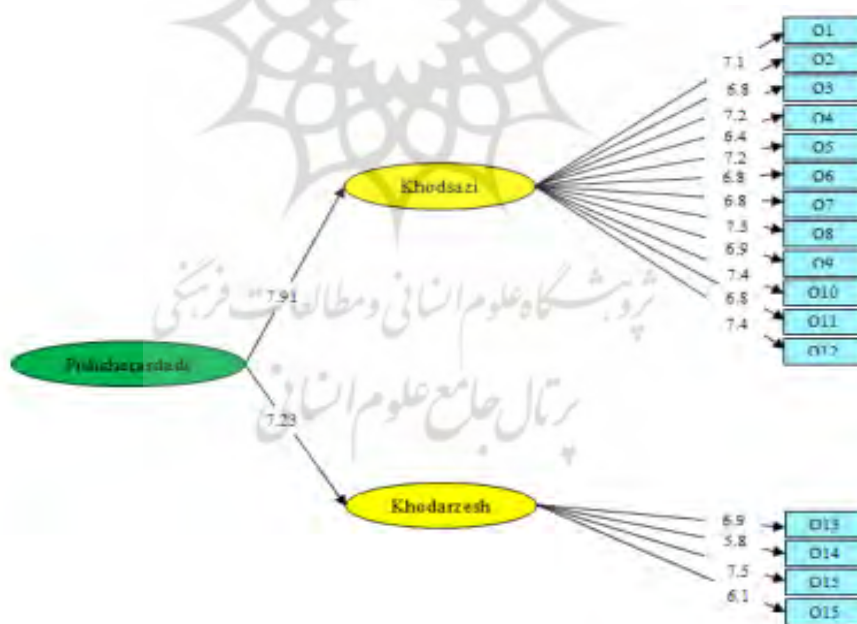 O1
7.1
O2
6.8
O3
7.2
O4
6.4
O5
7.2
Khodsazi
6.8
O6
6.8
O7
7.3
O8
6.9
O9
7.4
O10
6.8
O11
7.4
O12
7.91
پژوهشگاه علوم انسانی و مطالعات فرهنگی
پرتال جامع علوم انسانی
7.23
Khodarzesh
6.9
O13
5.8
O14
7.5
O15
6.1
O15